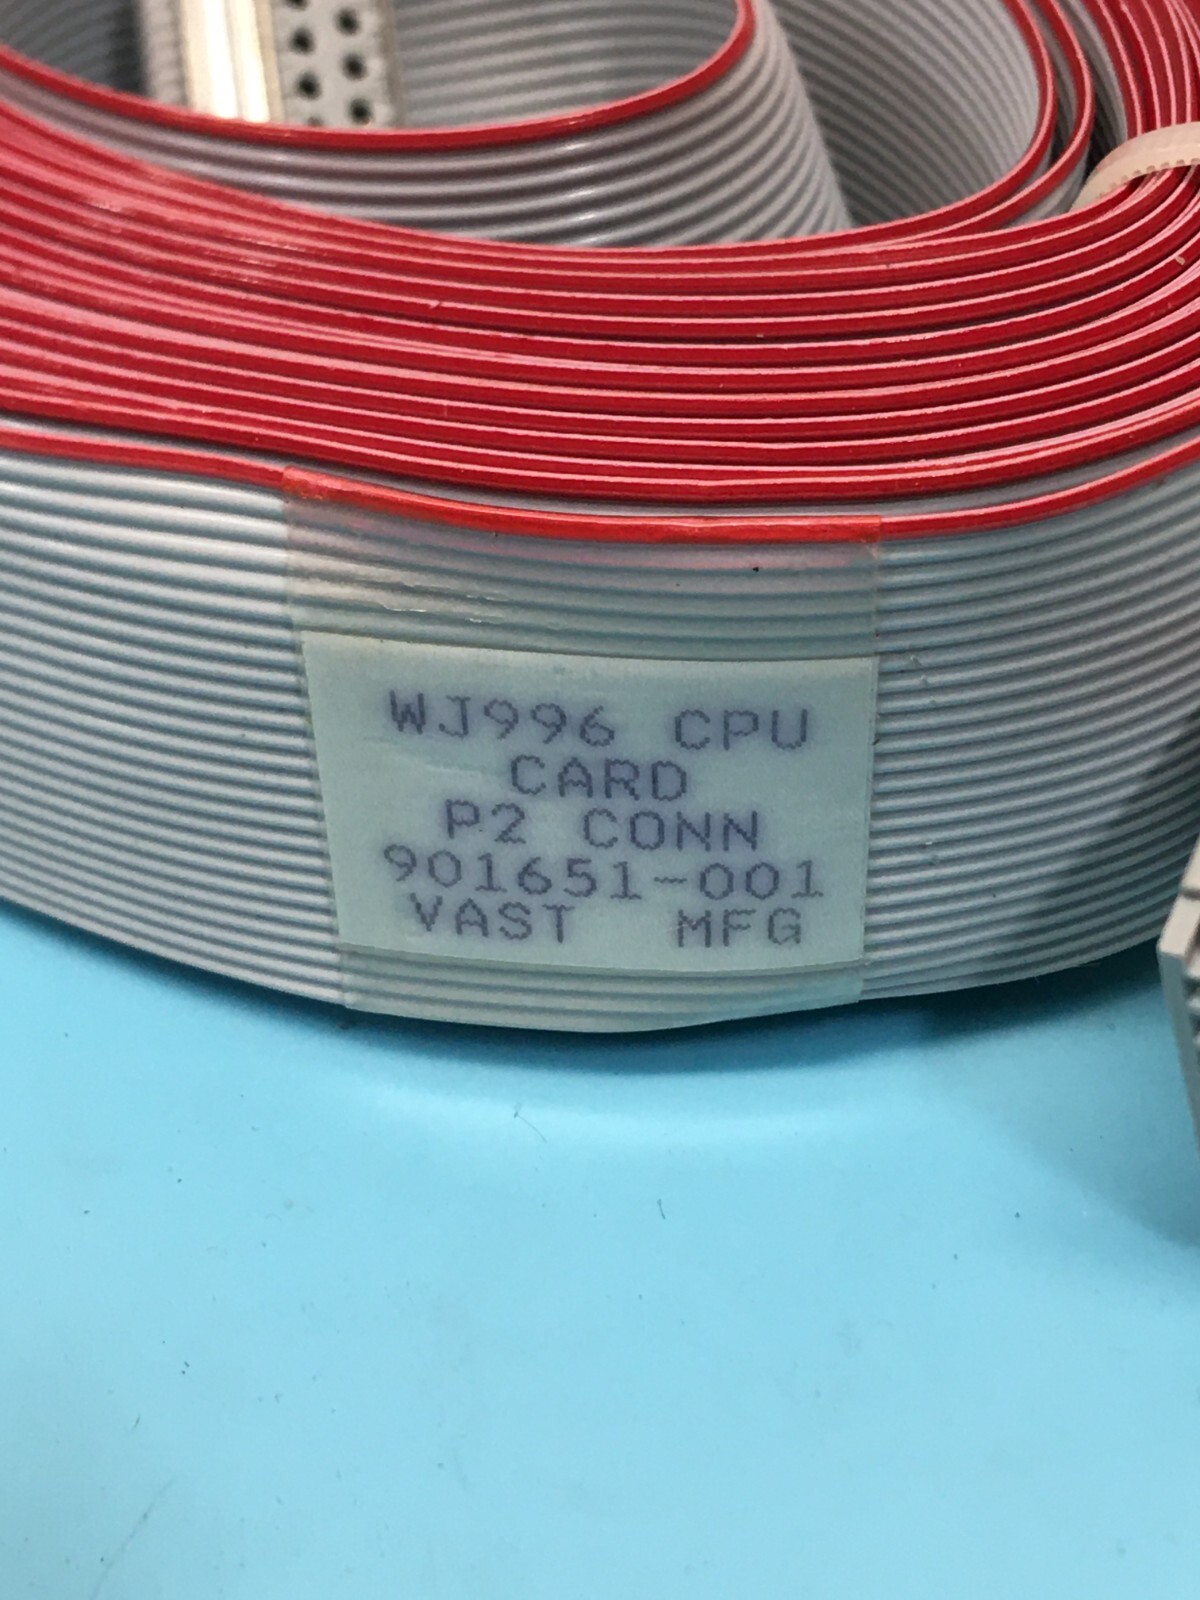 WJ996 CPU
CARD
P2 CONN
901651-001
VAST MFG